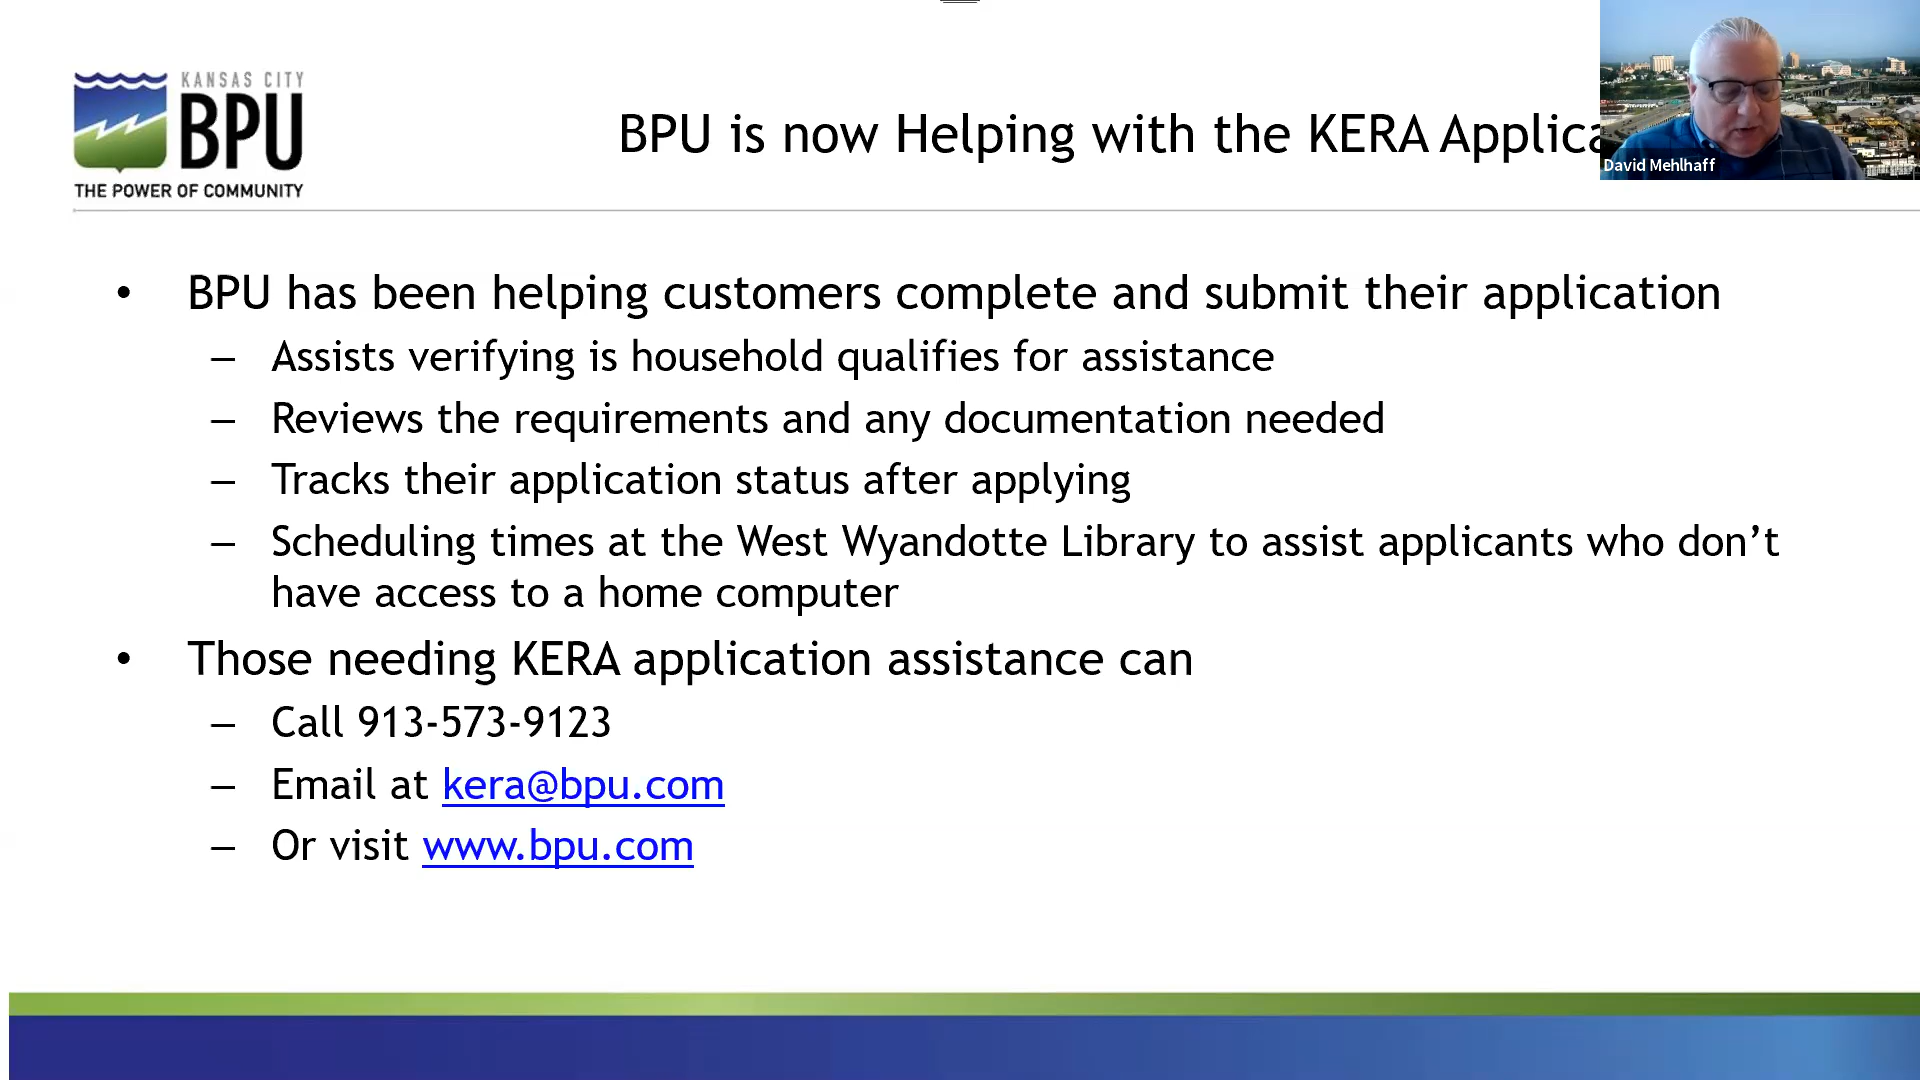 KANSAS CITY
BPU
THE POWER OF COMMUNITY
BPU is now Helping with the KERA Applica
David Mehlhaff
• BPU has been helping customers complete and submit their application
– Assists verifying is household qualifies for assistance
– Reviews the requirements and any documentation needed
– Tracks their application status after applying
– Scheduling times at the West Wyandotte Library to assist applicants who don’t
have access to a home computer
• Those needing KERA application assistance can
– Call 913-573-9123
– Email at kera@bpu.com
– Or visit www.bpu.com